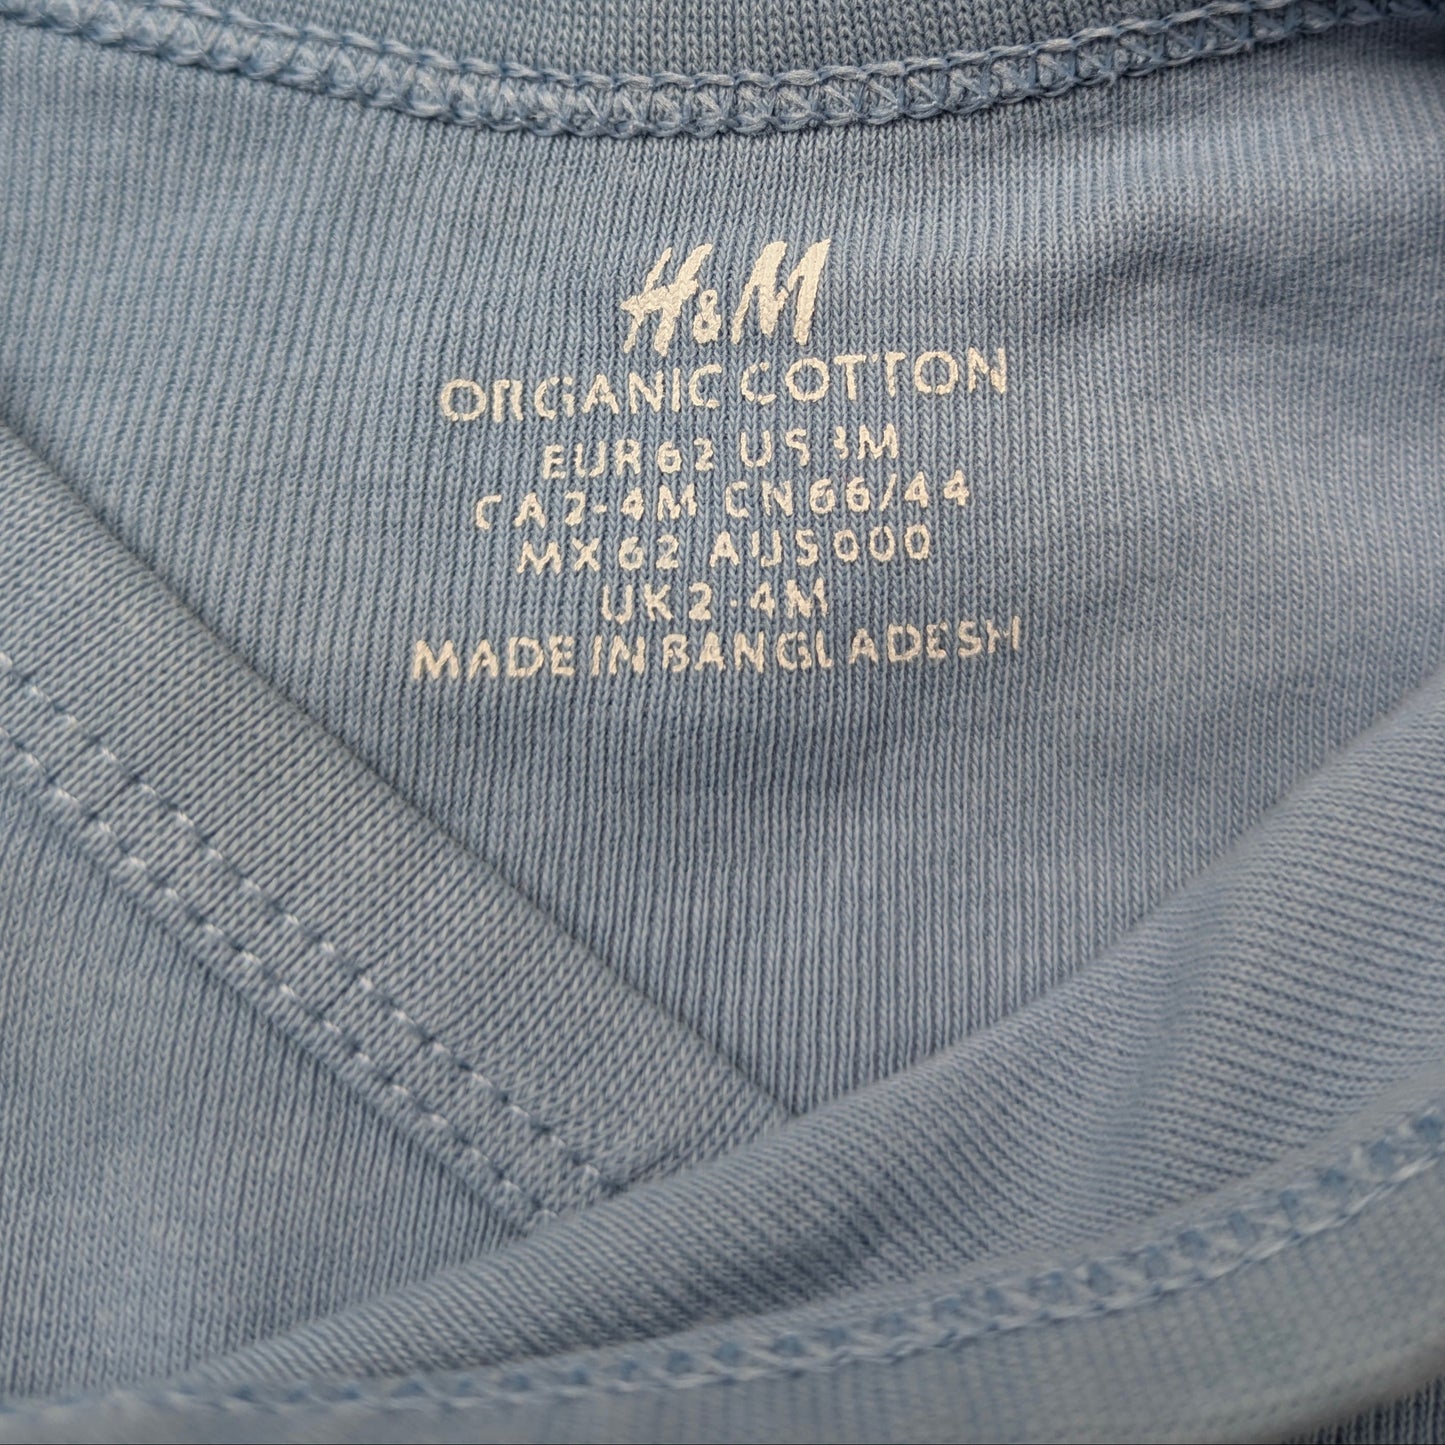 H&M
ORGANIC COTTON
EUR 62 US 3M
CA 2-4M CN 66/44
MX 62 AUS 000
UK 2-4M
MADE IN BANGLADESH